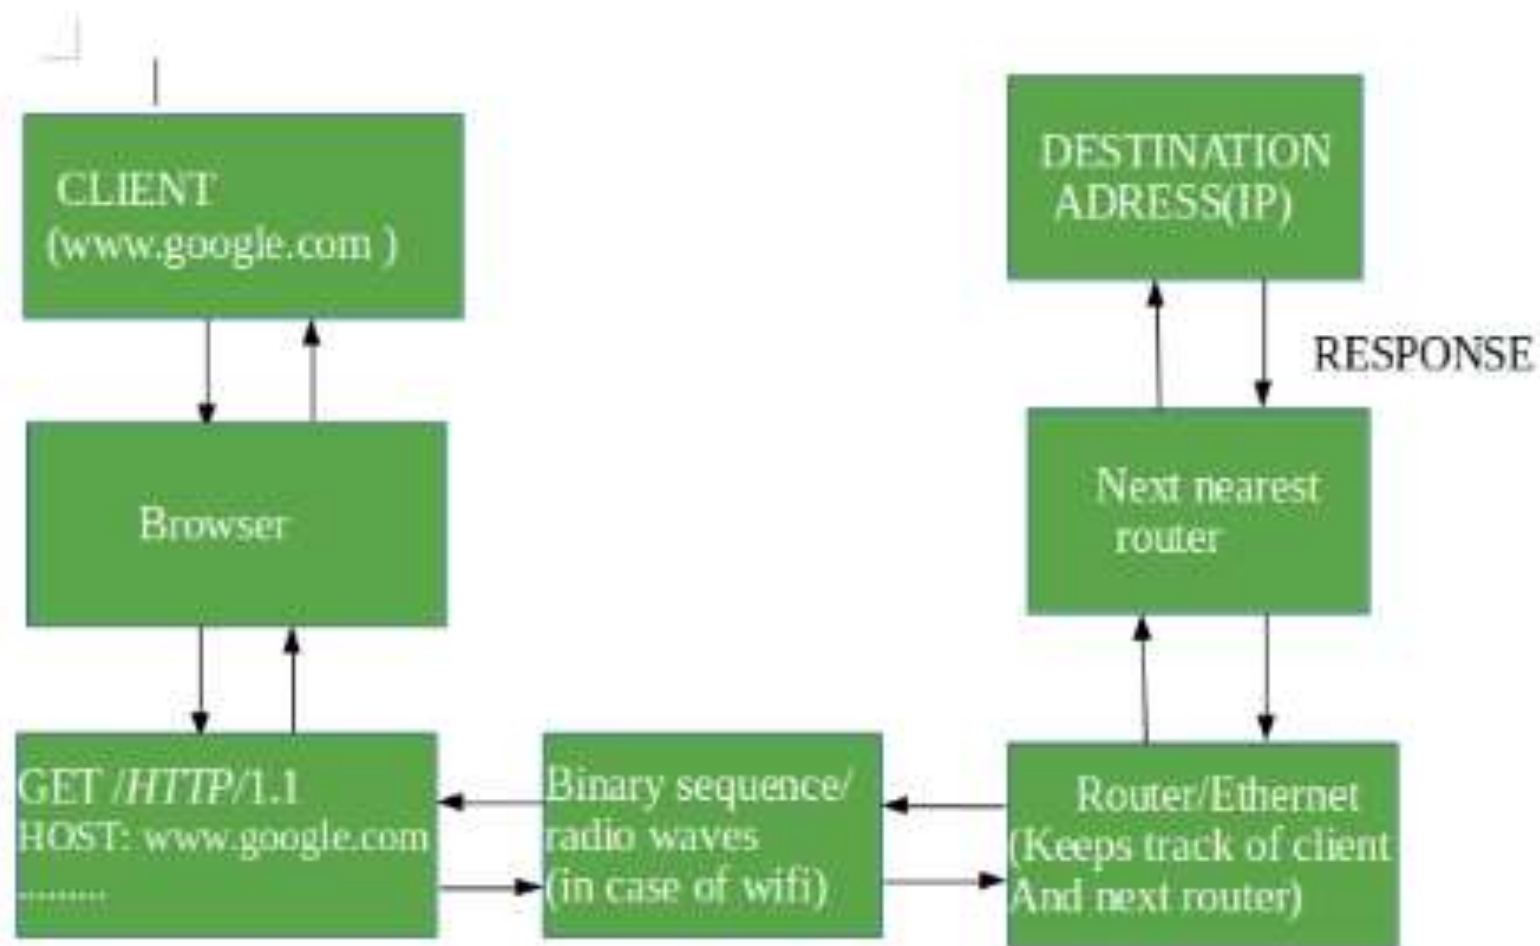 CLIENT
(www.google.com )
Browser
GET /HTTP/1.1
HOST: www.google.com
.........
Binary sequence/
radio waves
(in case of wifi)
Router/Ethernet
(Keeps track of client
And next router)
Next nearest
router
DESTINATION
ADRESS(IP)
RESPONSE